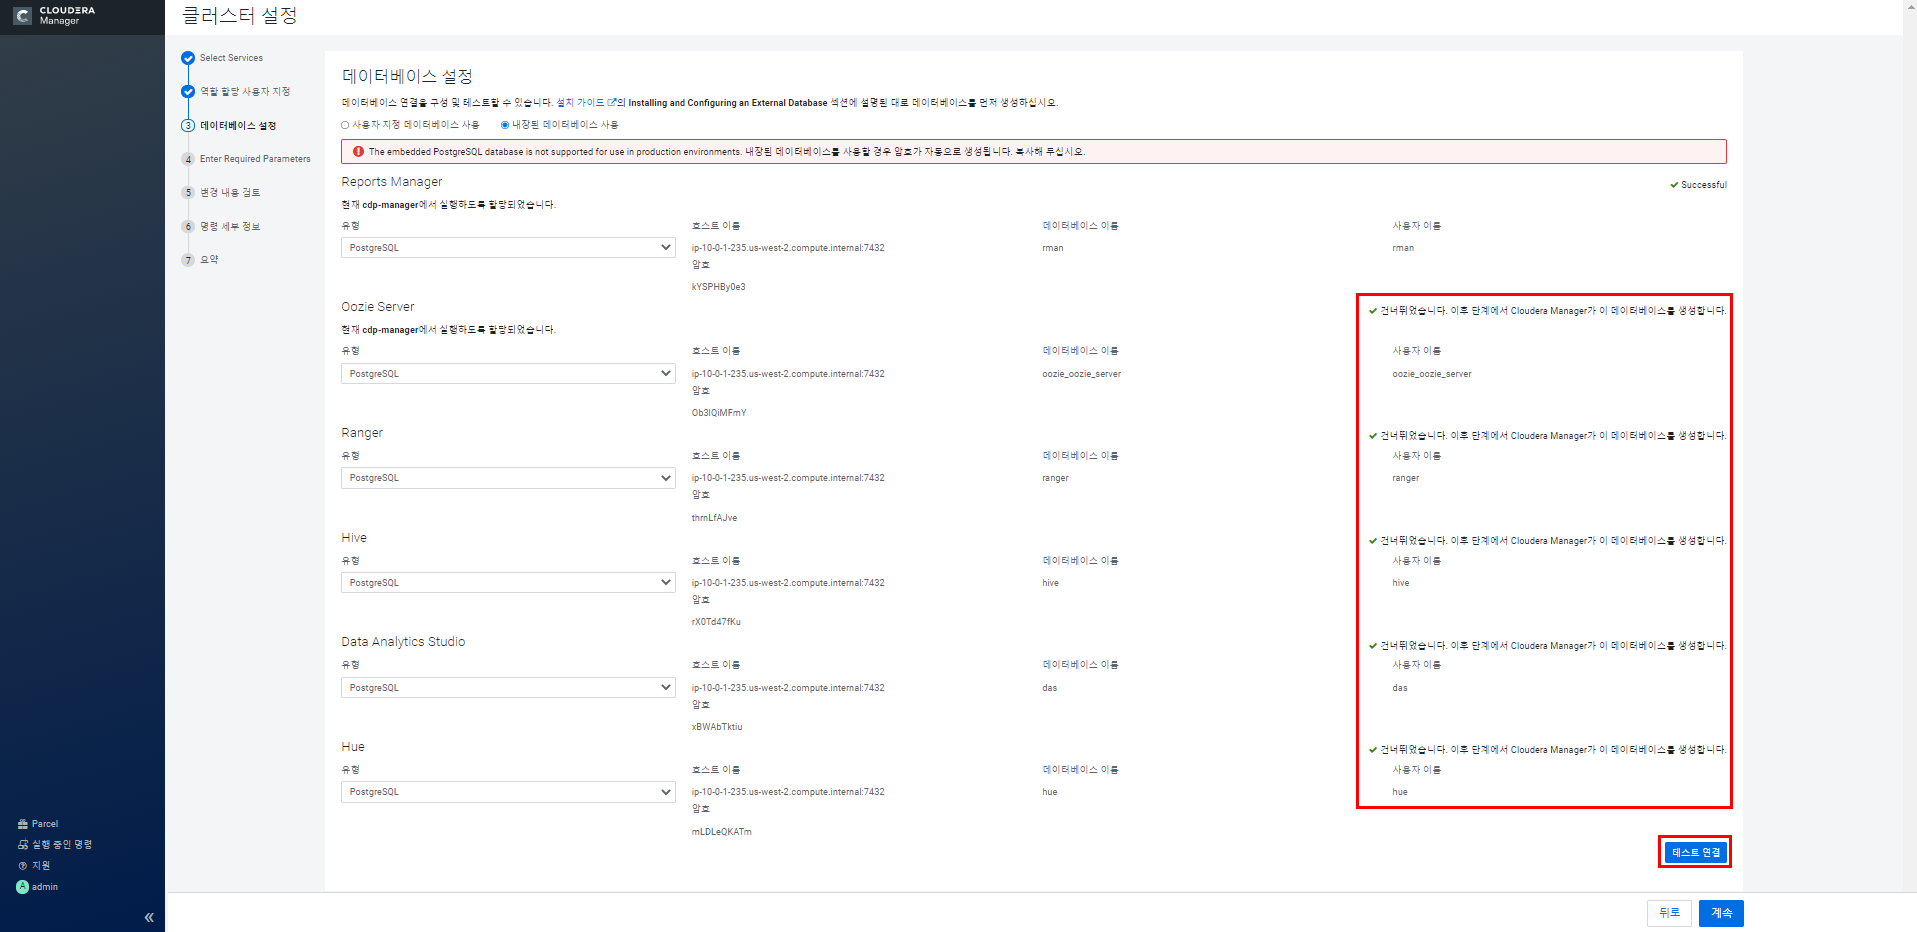 CLOUDERA
Manager
클러스터 설정
Select Services
역할 할당 사용자 지정
3 데이터베이스 설정
4 Enter Required Parameters
5 변경 내용 검토
6 명령 세부 정보
7 요약
Parcel
실행 중인 명령
지원
A admin
«
데이터베이스 설정
데이터베이스 연결을 구성 및 테스트할 수 있습니다. 설치 가이드의 Installing and Configuring an External Database 섹션에 설명된 대로 데이터베이스를 먼저 생성하십시오.
사용자 지정 데이터베이스 사용 내장된 데이터베이스 사용
The embedded PostgreSQL database is not supported for use in production environments. 내장된 데이터베이스를 사용할 경우 암호가 자동으로 생성됩니다. 복사해 두십시오.
Reports Manager Successful
현재 cdp-manager에서 실행하도록 할당되었습니다.
유형 호스트 이름 데이터베이스 이름 사용자 이름
PostgreSQL ip-10-0-1-235.us-west-2.compute.internal:7432 rman rman
암호
kYSPHBy0e3
Oozie Server 건너뛰었습니다. 이후 단계에서 Cloudera Manager가 이 데이터베이스를 생성합니다.
현재 cdp-manager에서 실행하도록 할당되었습니다.
유형 호스트 이름 데이터베이스 이름 사용자 이름
PostgreSQL ip-10-0-1-235.us-west-2.compute.internal:7432 oozie_oozie_server oozie_oozie_server
암호
Ranger 건너뛰었습니다. 이후 단계에서 Cloudera Manager가 이 데이터베이스를 생성합니다.
유형 호스트 이름 데이터베이스 이름 사용자 이름
PostgreSQL ip-10-0-1-235.us-west-2.compute.internal:7432 ranger ranger
암호
Hive 건너뛰었습니다. 이후 단계에서 Cloudera Manager가 이 데이터베이스를 생성합니다.
유형 호스트 이름 데이터베이스 이름 사용자 이름
PostgreSQL ip-10-0-1-235.us-west-2.compute.internal:7432 hive hive
암호
rX0Td47fKu
Data Analytics Studio 건너뛰었습니다. 이후 단계에서 Cloudera Manager가 이 데이터베이스를 생성합니다.
유형 호스트 이름 데이터베이스 이름 사용자 이름
PostgreSQL ip-10-0-1-235.us-west-2.compute.internal:7432 das das
암호
xBWAbTktiu
Hue 건너뛰었습니다. 이후 단계에서 Cloudera Manager가 이 데이터베이스를 생성합니다.
유형 호스트 이름 데이터베이스 이름 사용자 이름
PostgreSQL ip-10-0-1-235.us-west-2.compute.internal:7432 hue hue
암호
mLDLeQKATm
테스트 연결
뒤로 계속